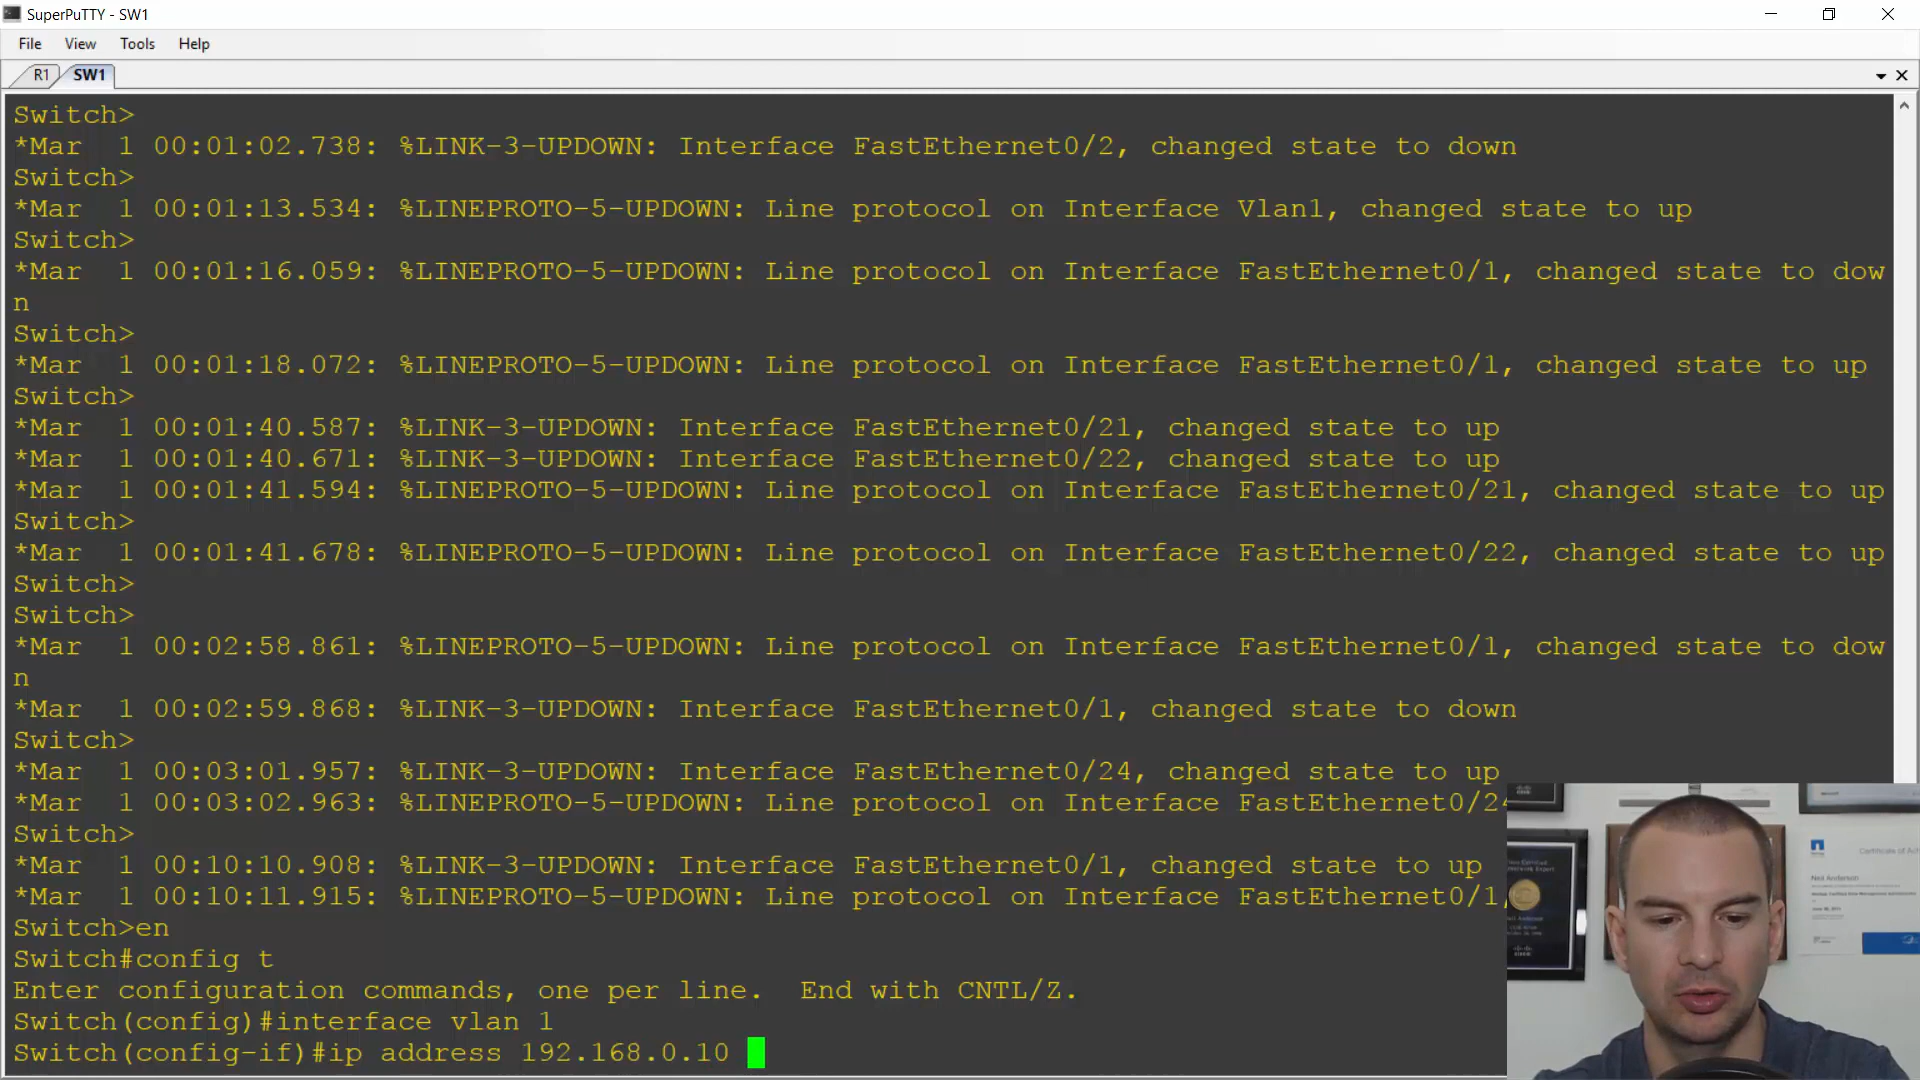 SuperPuTTY - SW1
File View Tools Help
R1 SW1
Switch>
*Mar  1 00:01:02.738: %LINK-3-UPDOWN: Interface FastEthernet0/2, changed state to down
Switch>
*Mar  1 00:01:13.534: %LINEPROTO-5-UPDOWN: Line protocol on Interface Vlan1, changed state to up
Switch>
*Mar  1 00:01:16.059: %LINEPROTO-5-UPDOWN: Line protocol on Interface FastEthernet0/1, changed state to dow
n
Switch>
*Mar  1 00:01:18.072: %LINEPROTO-5-UPDOWN: Line protocol on Interface FastEthernet0/1, changed state to up
Switch>
*Mar  1 00:01:40.587: %LINK-3-UPDOWN: Interface FastEthernet0/21, changed state to up
*Mar  1 00:01:40.671: %LINK-3-UPDOWN: Interface FastEthernet0/22, changed state to up
*Mar  1 00:01:41.594: %LINEPROTO-5-UPDOWN: Line protocol on Interface FastEthernet0/21, changed state to up
Switch>
*Mar  1 00:01:41.678: %LINEPROTO-5-UPDOWN: Line protocol on Interface FastEthernet0/22, changed state to up
Switch>
Switch>
*Mar  1 00:02:58.861: %LINEPROTO-5-UPDOWN: Line protocol on Interface FastEthernet0/1, changed state to dow
n
*Mar  1 00:02:59.868: %LINK-3-UPDOWN: Interface FastEthernet0/1, changed state to down
Switch>
*Mar  1 00:03:01.957: %LINK-3-UPDOWN: Interface FastEthernet0/24, changed state to up
*Mar  1 00:03:02.963: %LINEPROTO-5-UPDOWN: Line protocol on Interface FastEthernet0/24
Switch>
*Mar  1 00:10:10.908: %LINK-3-UPDOWN: Interface FastEthernet0/1, changed state to up
*Mar  1 00:10:11.915: %LINEPROTO-5-UPDOWN: Line protocol on Interface FastEthernet0/1,
Switch>en
Switch#config t
Enter configuration commands, one per line.  End with CNTL/Z.
Switch(config)#interface vlan 1
Switch(config-if)#ip address 192.168.0.10
Certificate of
Neil Anderson